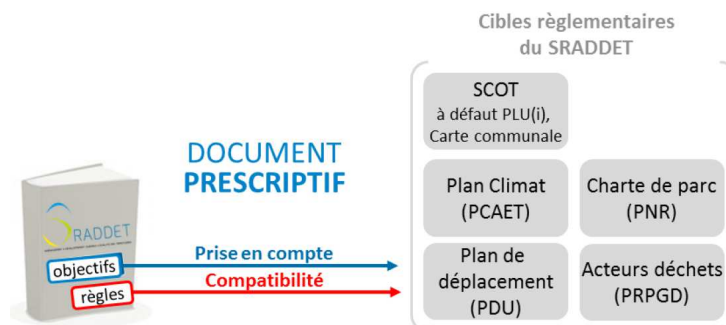 Cibles règlementaires
du SRADDET
SCOT
à défaut PLU(i),
Carte communale
DOCUMENT
PRESCRIPTIF
Plan Climat
(PCAET)
Charte de parc
(PNR)
SRADDET
objectifs
règles
Prise en compte
Compatibilité
Plan de
déplacement
(PDU)
Acteurs déchets
(PRPGD)